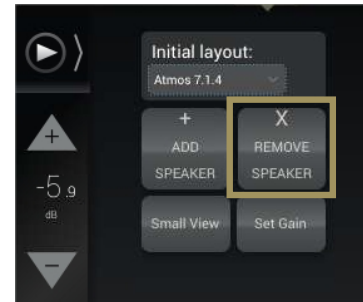 Initial layout:
Atmos 7.1.4
+
ADD
SPEAKER
X
REMOVE
SPEAKER
+
-5.9
dB
Small View
Set Gain